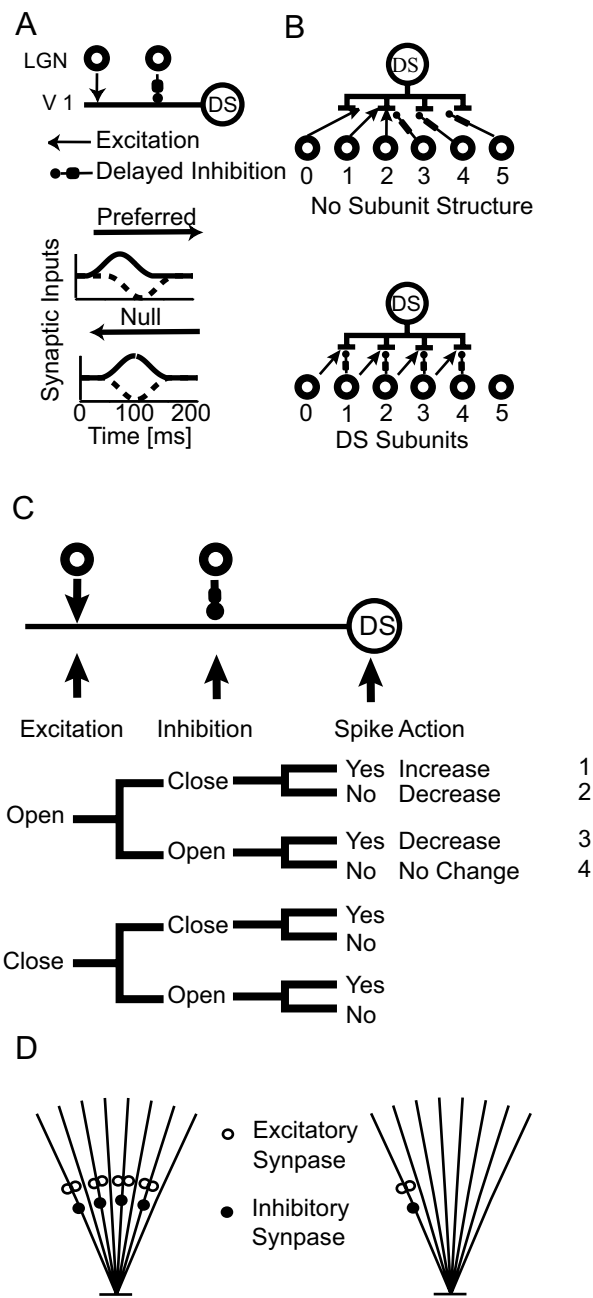 A
LGN
V 1
DS
Excitation
Delayed Inhibition
Preferred
Null
Synaptic Inputs
0 100 200
Time [ms]
B
DS
0 1 2 3 4 5
No Subunit Structure
DS
0 1 2 3 4 5
DS Subunits
C
DS
Excitation Inhibition Spike Action
Open
Close
Yes Increase 1
No Decrease 2
Open
Yes Decrease 3
No No Change 4
Close
Close
Yes
No
Open
Yes
No
D
Excitatory
Synpase
Inhibitory
Synpase